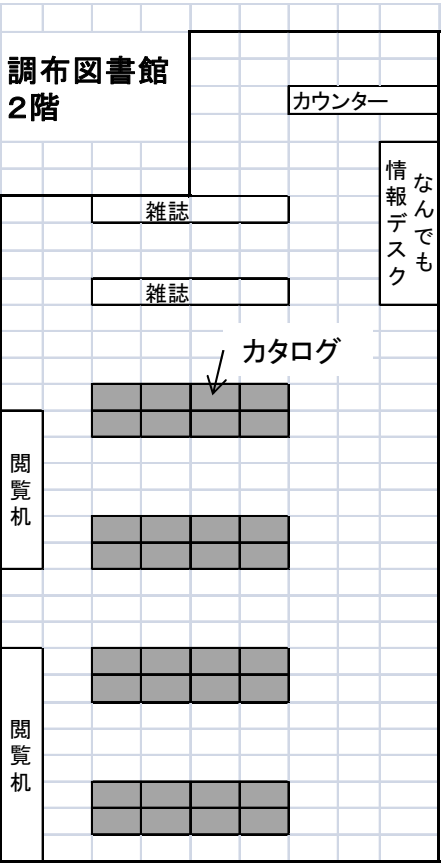 調布図書館
２階
カウンター
なんでも
情報デスク
雑誌
雑誌
カタログ
閲覧机
閲覧机